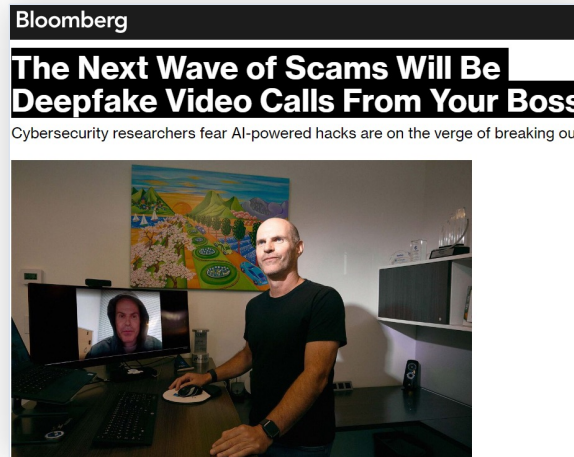 Bloomberg
The Next Wave of Scams Will Be
Deepfake Video Calls From Your Boss
Cybersecurity researchers fear AI-powered hacks are on the verge of breaking ou